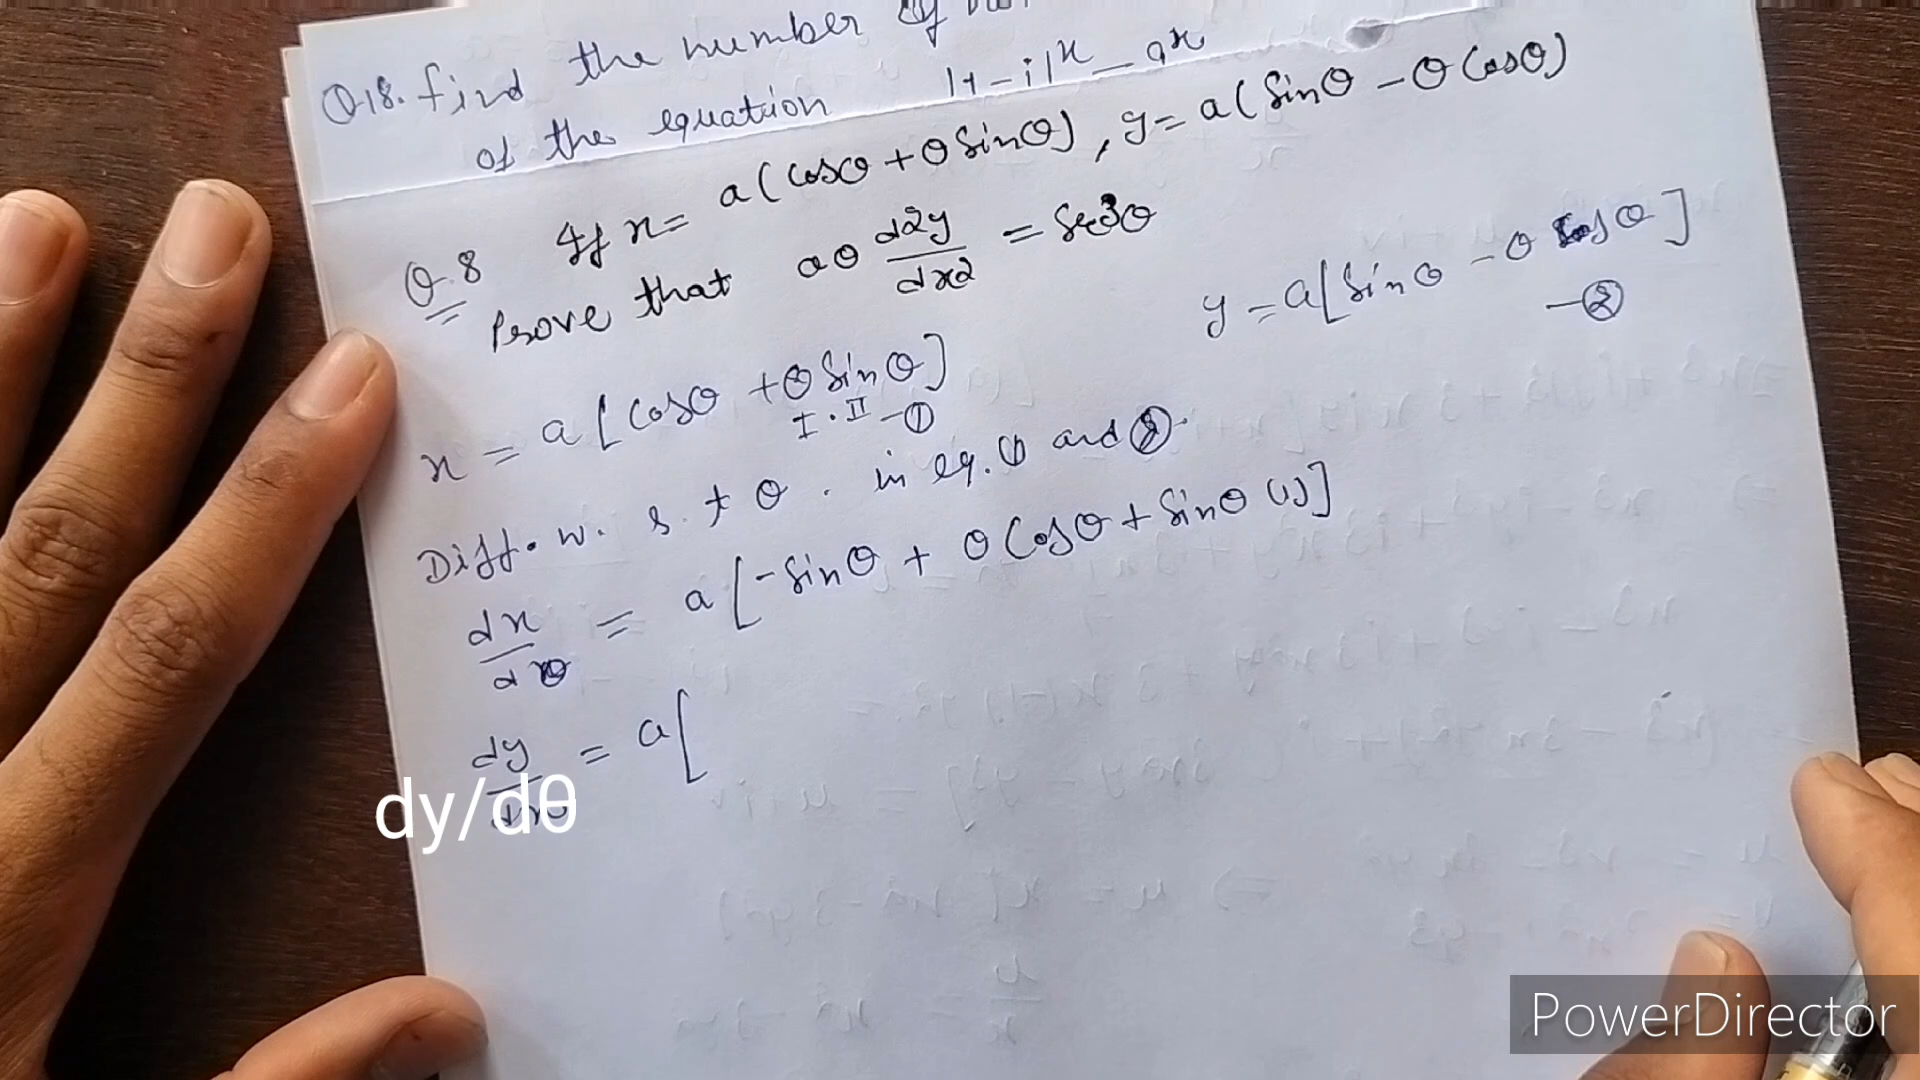 Q18. find the number of
of the equation |1-i|^x
Q.8 If x= a(cosθ + θ sinθ), y= a(sinθ - θ cosθ)
Prove that aθ d2y/dx2 = sec3θ
x = a [cosθ + θ sinθ] y = a[sinθ - θ cosθ]
I . II -① -②
Diff. w. r. t θ . in eq. ① and ②.
dx/dθ = a [-sinθ + θ cosθ + sinθ (1)]
dy/dθ = a[
dy/dθ
PowerDirector